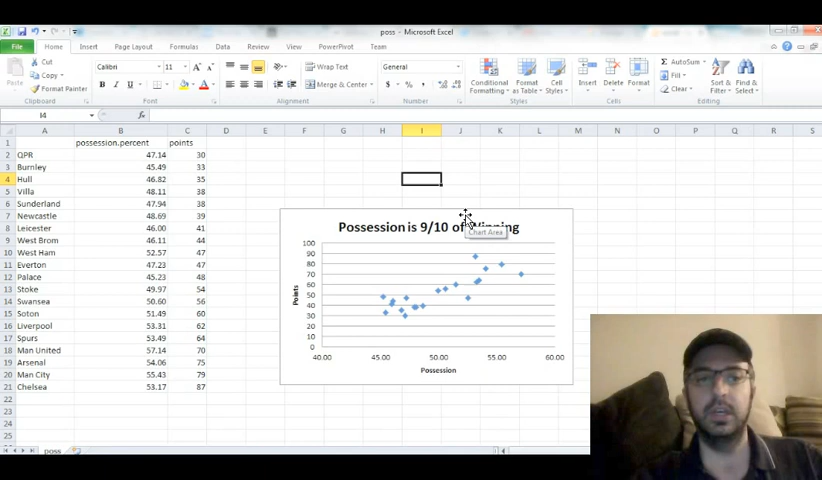 poss - Microsoft Excel
File Home Insert Page Layout Formulas Data Review View PowerPivot Team
Cut
Copy
Paste
Format Painter
Calibri 11
B I U
Wrap Text
Merge & Center
General
$ % ,
Conditional Formatting
Format as Table
Cell Styles
Insert Delete Format
AutoSum
Fill
Clear
Sort & Filter
Find & Select
Clipboard Font Alignment Number Styles Cells Editing
I4 fx
A B C D E F G H I J K L M N O P Q R S
1 possession.percent points
2 QPR 47.14 30
3 Burnley 45.49 33
4 Hull 46.82 35
5 Villa 48.11 38
6 Sunderland 47.94 38
7 Newcastle 48.69 39
8 Leicester 46.00 41
9 West Brom 46.11 44
10 West Ham 52.57 47
11 Everton 47.23 47
12 Palace 45.23 48
13 Stoke 49.97 54
14 Swansea 50.60 56
15 Soton 51.49 60
16 Liverpool 53.31 62
17 Spurs 53.49 64
18 Man United 57.14 70
19 Arsenal 54.06 75
20 Man City 55.43 79
21 Chelsea 53.17 87
22
23
24
25
Possession is 9/10 of Winning
Chart Area
100
90
80
70
60
50
40
30
20
10
0
Points
40.00 45.00 50.00 55.00 60.00
Possession
poss